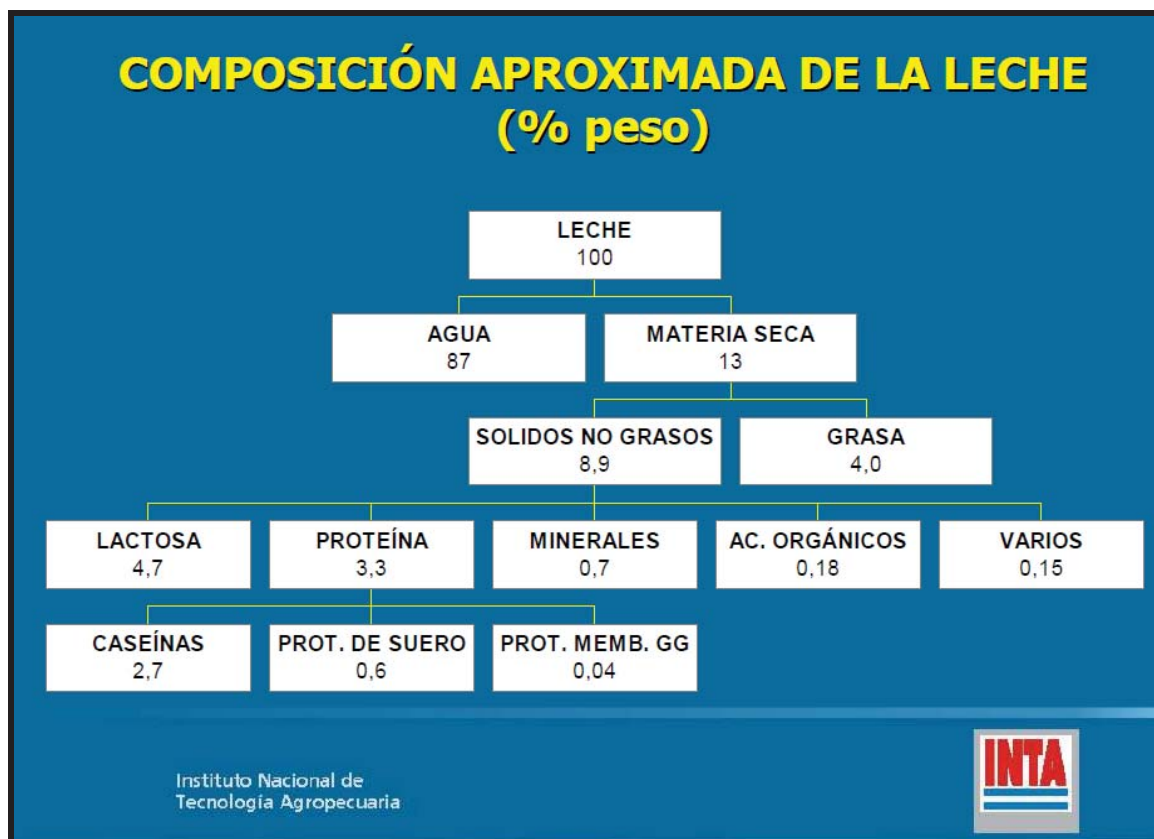 COMPOSICIÓN APROXIMADA DE LA LECHE
(% peso)
LECHE
100
AGUA
87
MATERIA SECA
13
SOLIDOS NO GRASOS
8,9
GRASA
4,0
LACTOSA
4,7
PROTEÍNA
3,3
MINERALES
0,7
AC. ORGÁNICOS
0,18
VARIOS
0,15
CASEÍNAS
2,7
PROT. DE SUERO
0,6
PROT. MEMB. GG
0,04
Instituto Nacional de
Tecnología Agropecuaria
INTA